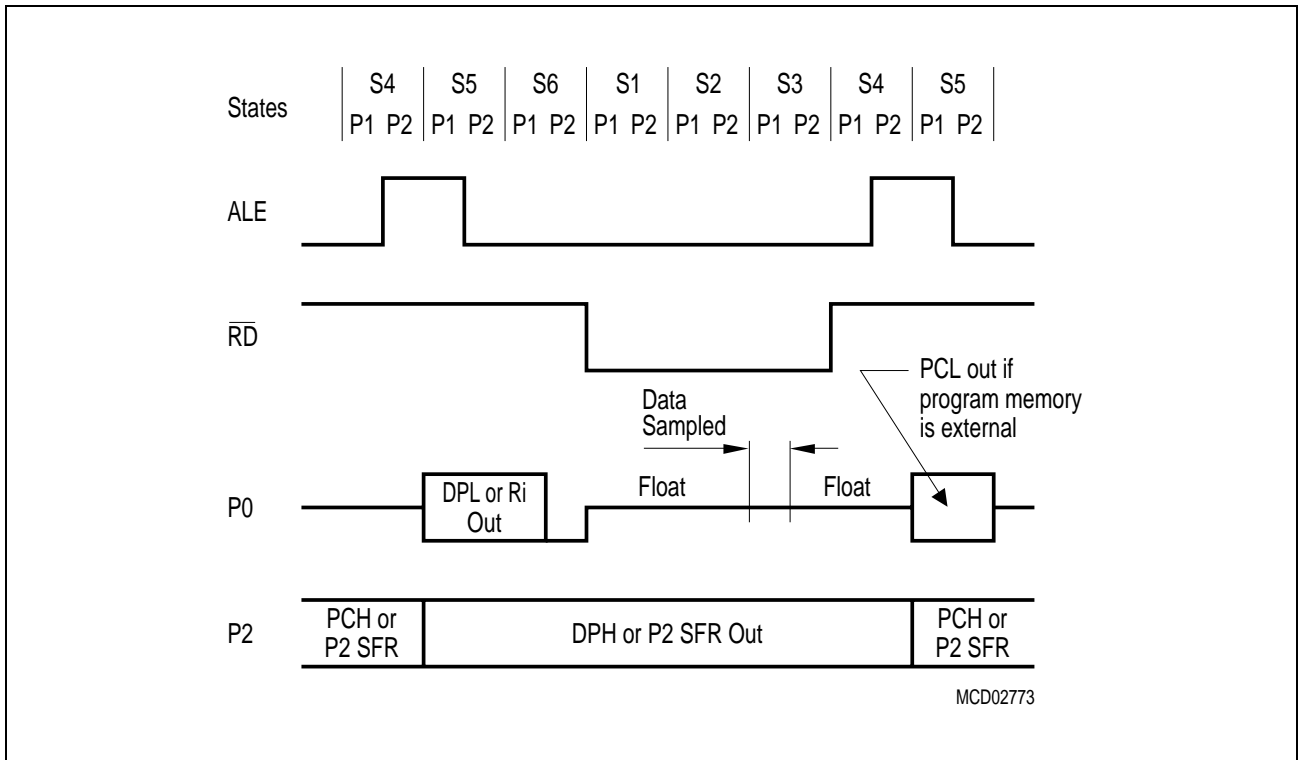 States
S4 S5 S6 S1 S2 S3 S4 S5
P1 P2 P1 P2 P1 P2 P1 P2 P1 P2 P1 P2 P1 P2 P1 P2
ALE
RD
PCL out if
program memory
is external
Data
Sampled
P0
DPL or Ri
Out
Float
Float
P2
PCH or
P2 SFR
DPH or P2 SFR Out
PCH or
P2 SFR
MCD02773